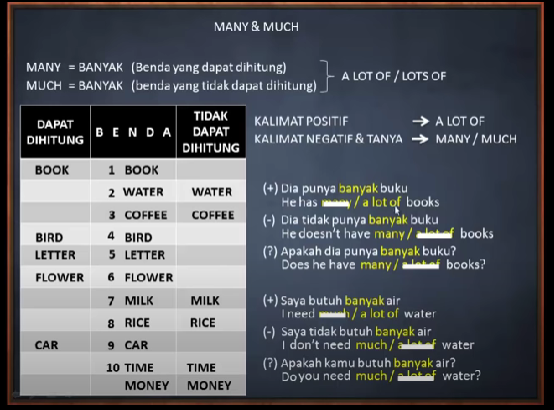 MANY & MUCH
MANY = BANYAK (Benda yang dapat dihitung)
MUCH = BANYAK (benda yang tidak dapat dihitung)
A LOT OF / LOTS OF
DAPAT DIHITUNG B E N D A TIDAK DAPAT DIHITUNG
BOOK 1 BOOK
2 WATER WATER
3 COFFEE COFFEE
BIRD 4 BIRD
LETTER 5 LETTER
FLOWER 6 FLOWER
7 MILK MILK
8 RICE RICE
CAR 9 CAR
10 TIME TIME
MONEY MONEY
KALIMAT POSITIF → A LOT OF
KALIMAT NEGATIF & TANYA → MANY / MUCH
(+) Dia punya banyak buku
He has many / a lot of books
(-) Dia tidak punya banyak buku
He doesn't have many / a lot of books
(?) Apakah dia punya banyak buku?
Does he have many / a lot of books?
(+) Saya butuh banyak air
I need much / a lot of water
(-) Saya tidak butuh banyak air
I don't need much / a lot of water
(?) Apakah kamu butuh banyak air?
Do you need much / a lot of water?